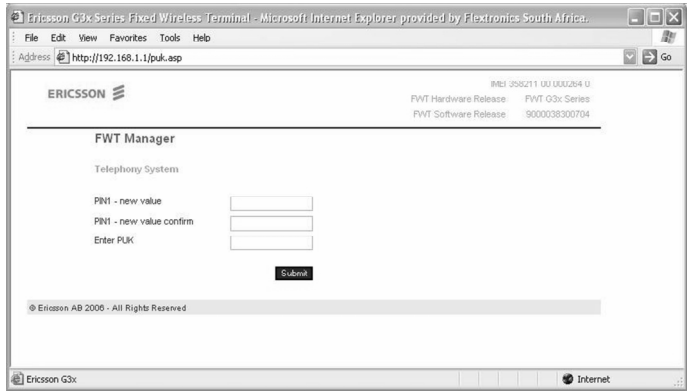 Ericsson G3x Series Fixed Wireless Terminal - Microsoft Internet Explorer provided by Flextronics South Africa.
File Edit View Favorites Tools Help
Address http://192.168.1.1/puk.asp Go
ERICSSON
IMEI 358211 00 000264 0
FWT Hardware Release FWT G3x Series
FWT Software Release 9000038300704
FWT Manager
Telephony System
PIN1 - new value
PIN1 - new value confirm
Enter PUK
Submit
© Ericsson AB 2006 - All Rights Reserved
Ericsson G3x Internet